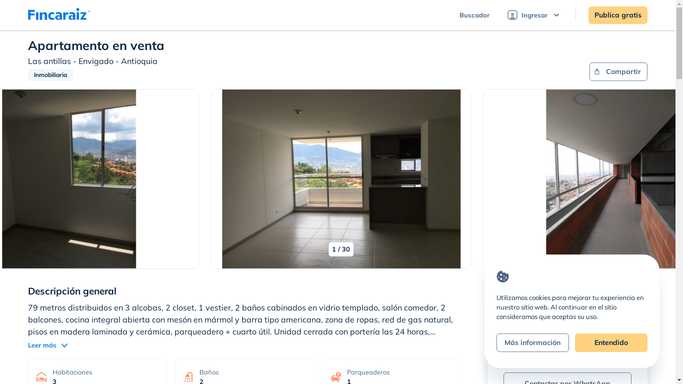 Fincaraiz
Buscador
Ingresar
Publica gratis
Apartamento en venta
Las antillas - Envigado - Antioquia
Inmobiliaria
Compartir
1 / 30
Descripción general
79 metros distribuidos en 3 alcobas, 2 closet, 1 vestier, 2 baños cabinados en vidrio templado, salón comedor, 2
balcones, cocina integral abierta con mesón en mármol y barra tipo americano, zona de ropas, red de gas natural,
pisos en madera laminada y cerámica, parqueadero + cuarto útil. Unidad cerrada con portería las 24 horas,...
Leer más
Habitaciones
3
Baños
2
Parqueaderos
1
Utilizamos cookies para mejorar tu experiencia en
nuestro sitio web. Al continuar en el sitio
consideramos que aceptas su uso.
Más información
Entendido
Contactar por WhatsApp